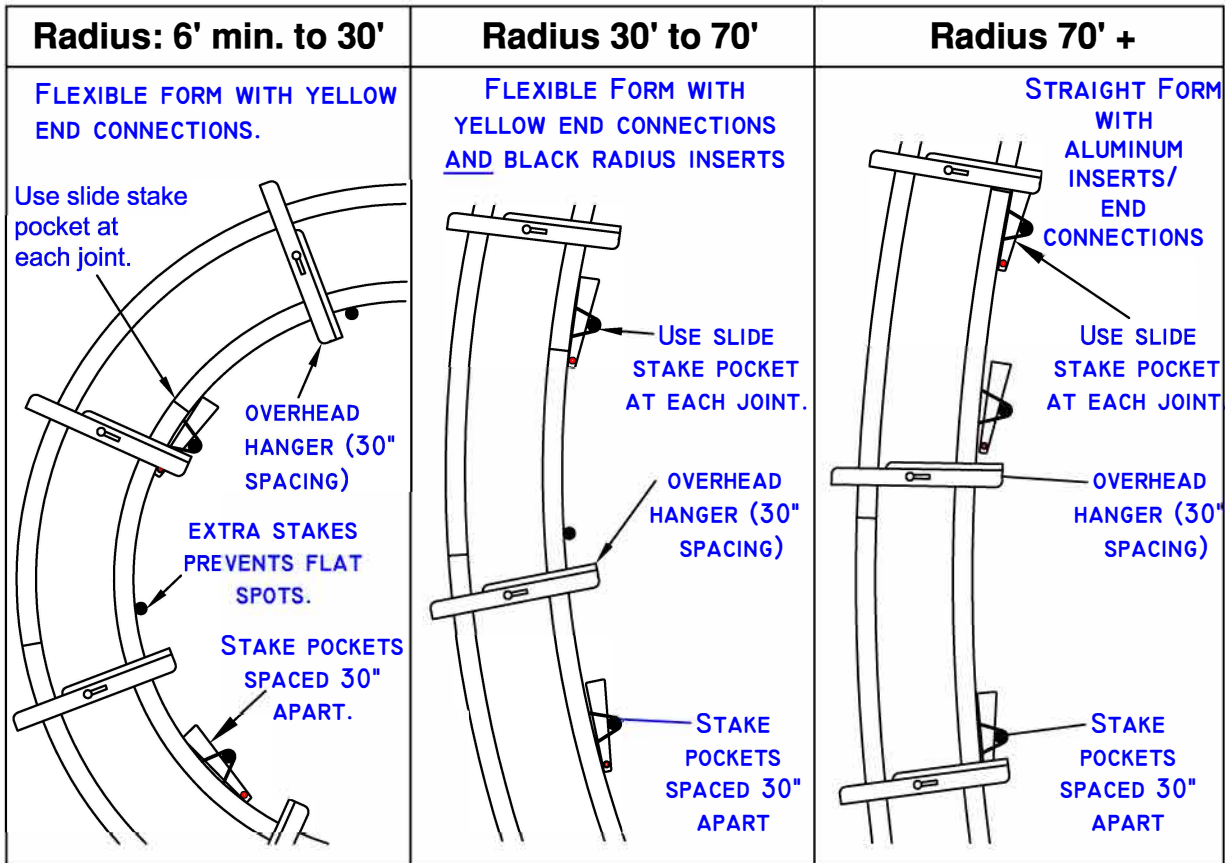 Radius: 6' min. to 30'
FLEXIBLE FORM WITH YELLOW
END CONNECTIONS.
Use slide stake
pocket at
each joint.
OVERHEAD
HANGER (30"
SPACING)
EXTRA STAKES
PREVENTS FLAT
SPOTS.
STAKE POCKETS
SPACED 30"
APART.
Radius 30' to 70'
FLEXIBLE FORM WITH
YELLOW END CONNECTIONS
AND BLACK RADIUS INSERTS
USE SLIDE
STAKE POCKET
AT EACH JOINT.
OVERHEAD
HANGER (30"
SPACING)
STAKE
POCKETS
SPACED 30"
APART
Radius 70' +
STRAIGHT FORM
WITH
ALUMINUM
INSERTS/
END
CONNECTIONS
USE SLIDE
STAKE POCKET
AT EACH JOINT.
OVERHEAD
HANGER (30"
SPACING)
STAKE
POCKETS
SPACED 30"
APART